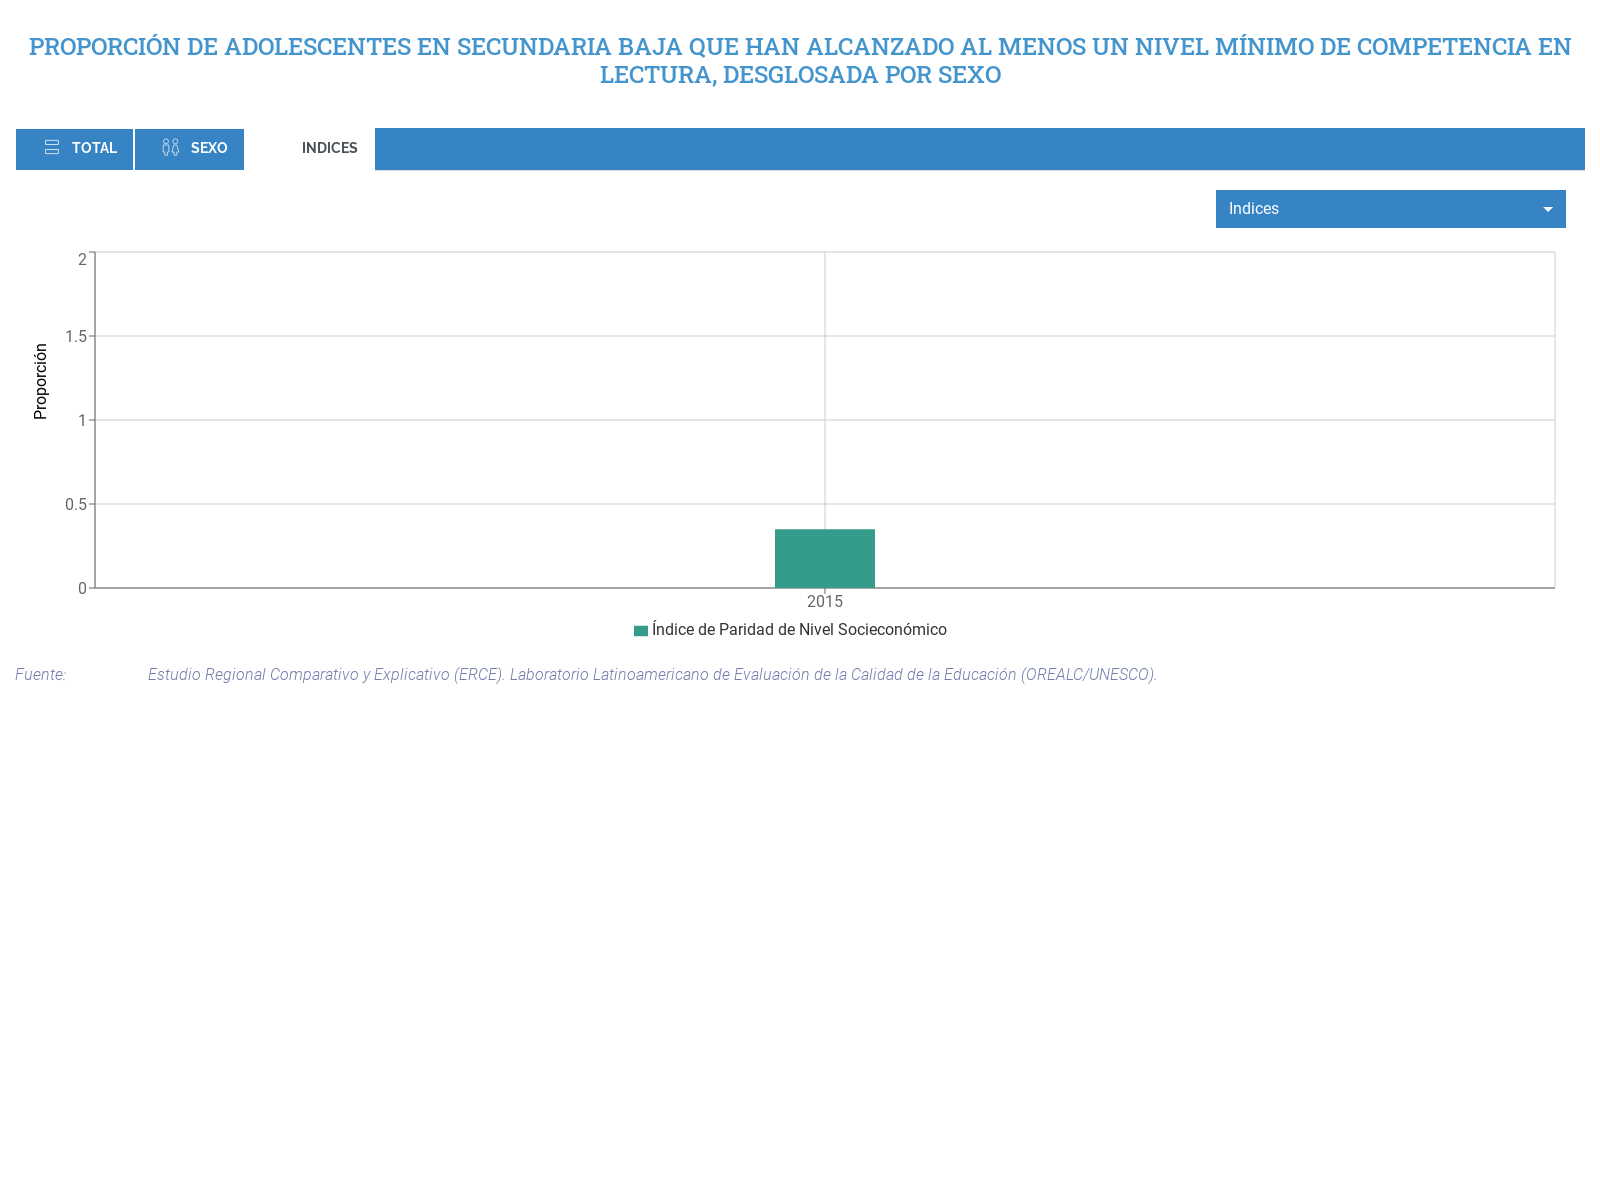 PROPORCIÓN DE ADOLESCENTES EN SECUNDARIA BAJA QUE HAN ALCANZADO AL MENOS UN NIVEL MÍNIMO DE COMPETENCIA EN
LECTURA, DESGLOSADA POR SEXO
TOTAL SEXO INDICES
Indices
2
1.5
Proporción
1
0.5
0
2015
Índice de Paridad de Nivel Socieconómico
Fuente: Estudio Regional Comparativo y Explicativo (ERCE). Laboratorio Latinoamericano de Evaluación de la Calidad de la Educación (OREALC/UNESCO).